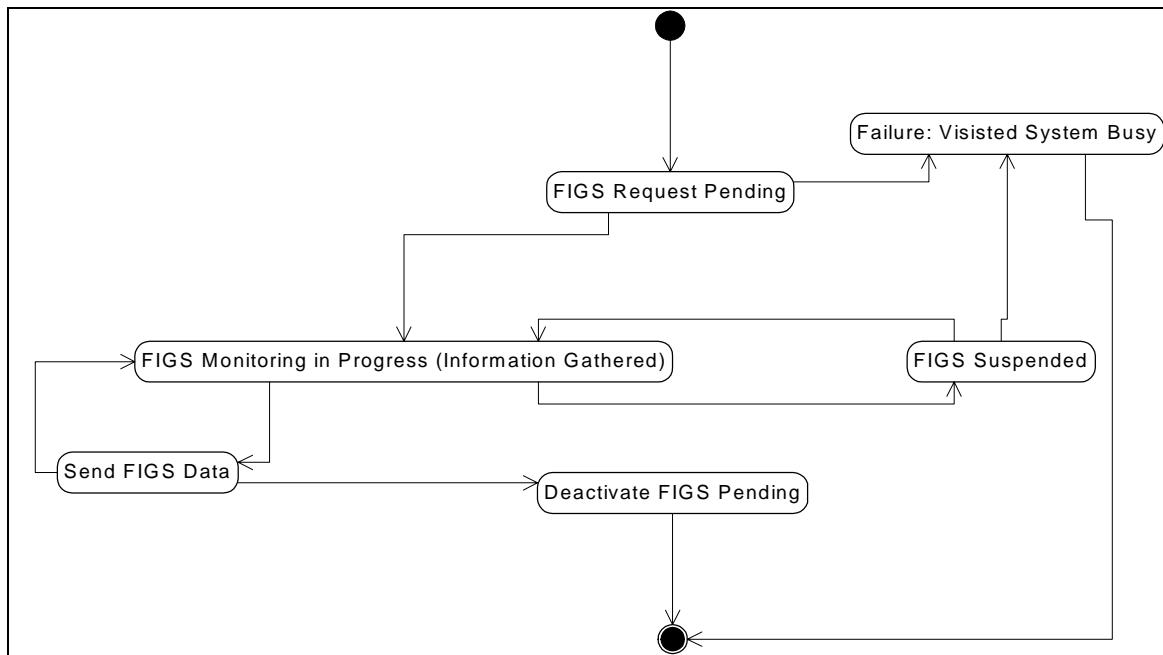 Failure: Visisted System Busy
FIGS Request Pending
FIGS Monitoring in Progress (Information Gathered)
FIGS Suspended
Send FIGS Data
Deactivate FIGS Pending